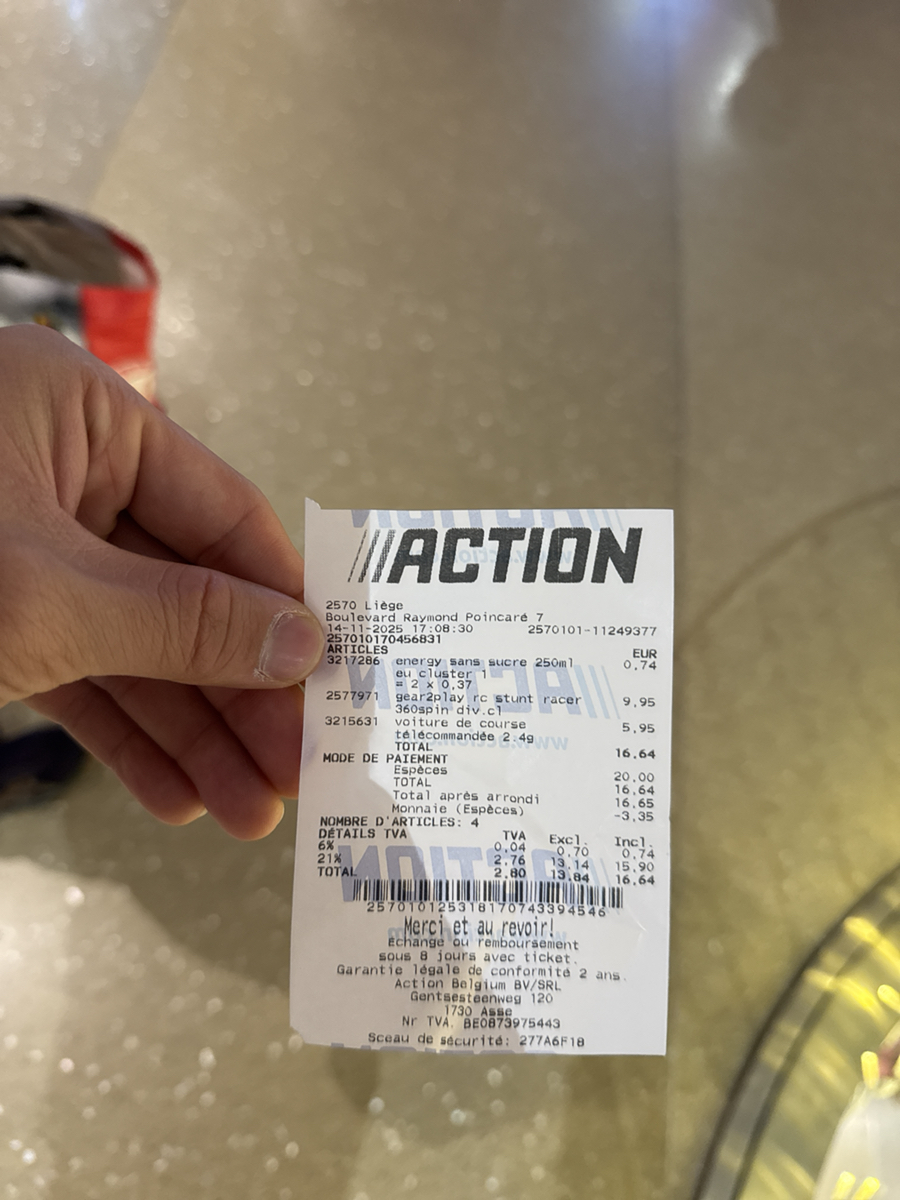 ///ACTION
2570 Liège
Boulevard Raymond Poincaré 7
14-11-2025 17:08:30 2570101-11249377
257010170456831
ARTICLES EUR
3217286 energy sans sucre 250ml 0,74
eu cluster 1
= 2 x 0,37
2577971 gear2play rc stunt racer 9,95
360spin div.cl
3215631 voiture de course 5,95
télécommandée 2.4g
TOTAL 16,64
MODE DE PAIEMENT
Espèces 20,00
TOTAL 16,64
Total après arrondi 16,65
Monnaie (Espèces) -3,35
NOMBRE D'ARTICLES: 4
DÉTAILS TVA TVA Excl. Incl.
6% 0,04 0,70 0,74
21% 2,76 13,14 15,90
TOTAL 2,80 13,84 16,64
257010125318170743394546
Merci et au revoir!
Echange ou remboursement
sous 8 jours avec ticket.
Garantie légale de conformité 2 ans.
Action Belgium BV/SRL
Gentsesteenweg 120
1730 Asse
Nr TVA. BE0873975443
Sceau de sécurité: 277A6F18